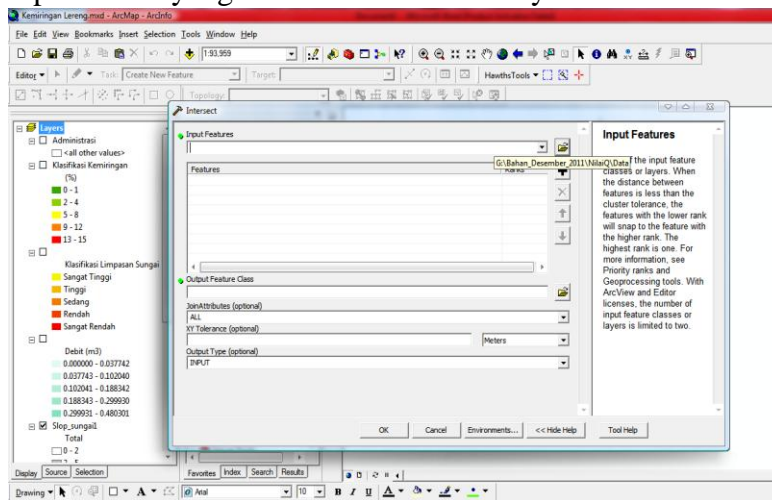 Kemiringan Lereng.mxd - ArcMap - ArcInfo
File Edit View Bookmarks Insert Selection Tools Window Help
1:93,959
Editor Task: Create New Feature Target: HawthsTools
Topology:
Intersect
Layers
Administrasi
<all other values>
Klasifikasi Kemiringan
(%)
0 - 1
2 - 4
5 - 8
9 - 12
13 - 15
Klasifikasi Limpasan Sungai
Sangat Tinggi
Tinggi
Sedang
Rendah
Sangat Rendah
Debit (m3)
0.000000 - 0.037742
0.037743 - 0.102040
0.102041 - 0.188342
0.188343 - 0.299930
0.299931 - 0.480301
Slop_sungai1
Total
0 - 2
Display Source Selection
Favorites Index Search Results
Drawing Arial 10 B I U A
Input Features
Features Ranks
G:\Bahan_Desember_2011\NilaiQ\Data
Output Feature Class
JoinAttributes (optional)
ALL
XY Tolerance (optional)
Meters
Output Type (optional)
INPUT
OK Cancel Environments... << Hide Help Tool Help
Input Features
the input feature
classes or layers. When
the distance between
features is less than the
cluster tolerance, the
features with the lower rank
will snap to the feature with
the higher rank. The
highest rank is one. For
more information, see
Priority ranks and
Geoprocessing tools. With
ArcView and Editor
licenses, the number of
input feature classes or
layers is limited to two.